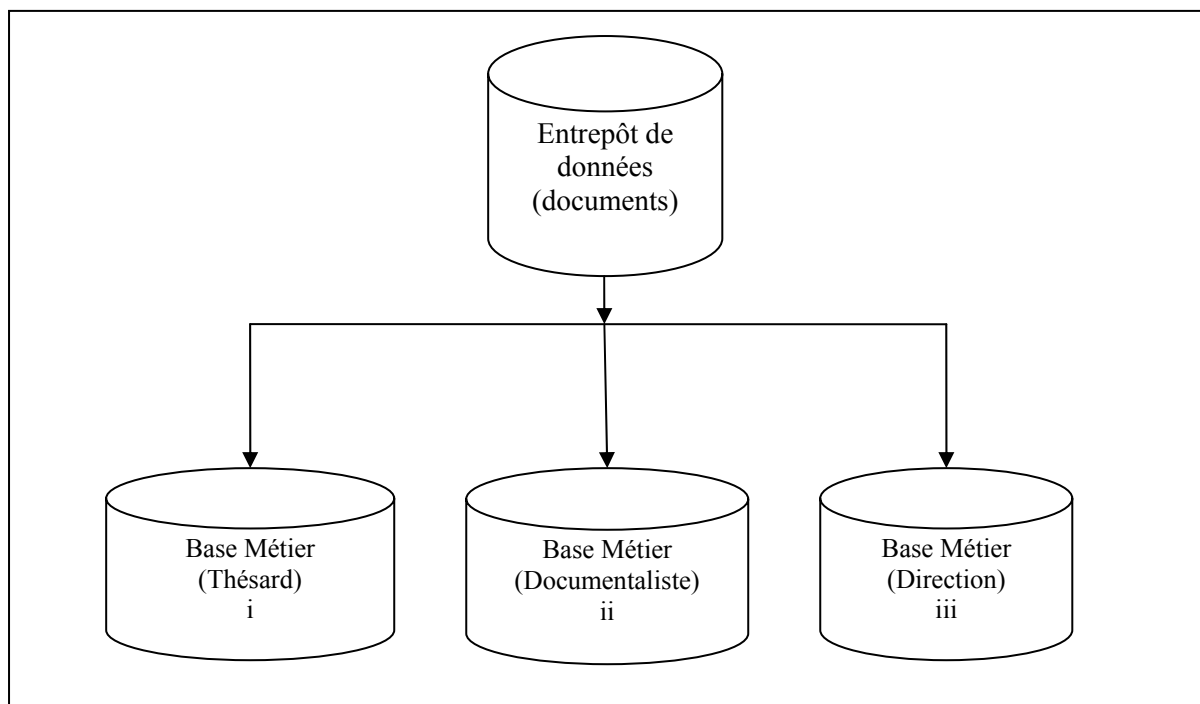 Entrepôt de
données
(documents)
Base Métier
(Thésard)
i
Base Métier
(Documentaliste)
ii
Base Métier
(Direction)
iii